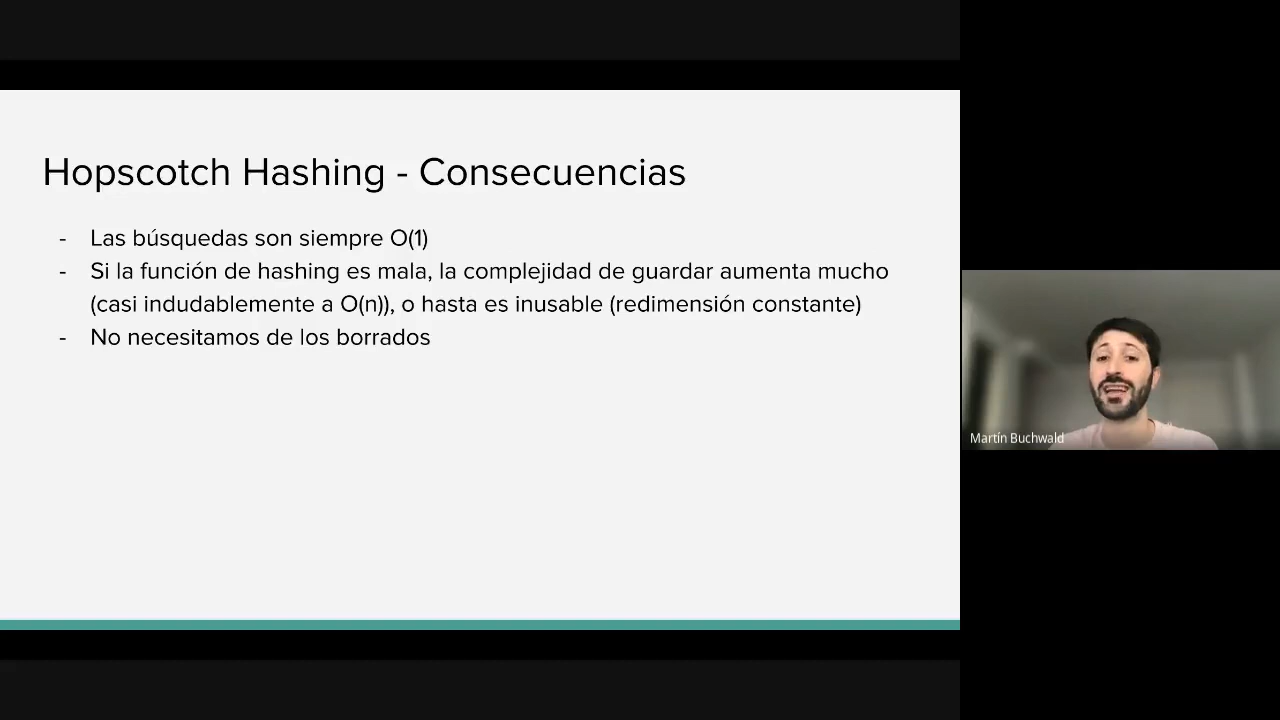 Hopscotch Hashing - Consecuencias
- Las búsquedas son siempre O(1)
- Si la función de hashing es mala, la complejidad de guardar aumenta mucho
(casi indudablemente a O(n)), o hasta es inusable (redimensión constante)
- No necesitamos de los borrados
Martín Buchwald